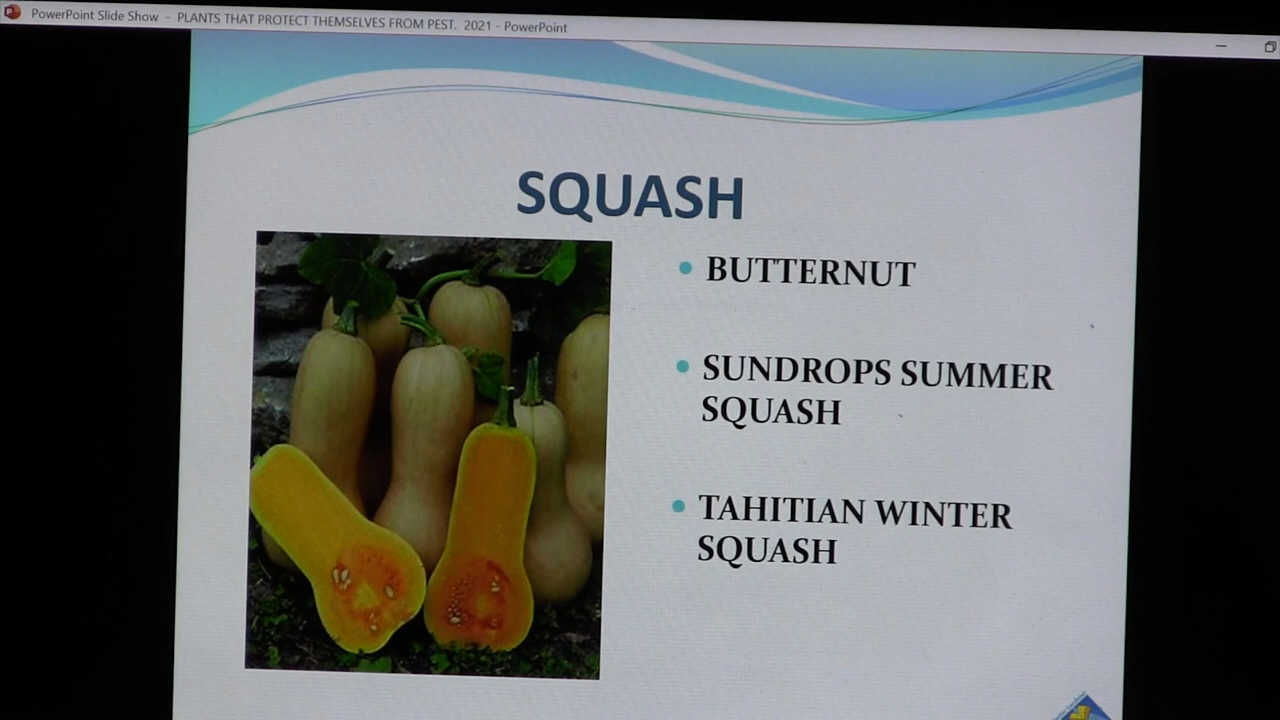 PowerPoint Slide Show - PLANTS THAT PROTECT THEMSELVES FROM PEST. 2021 - PowerPoint
SQUASH
• BUTTERNUT
• SUNDROPS SUMMER
SQUASH
• TAHITIAN WINTER
SQUASH